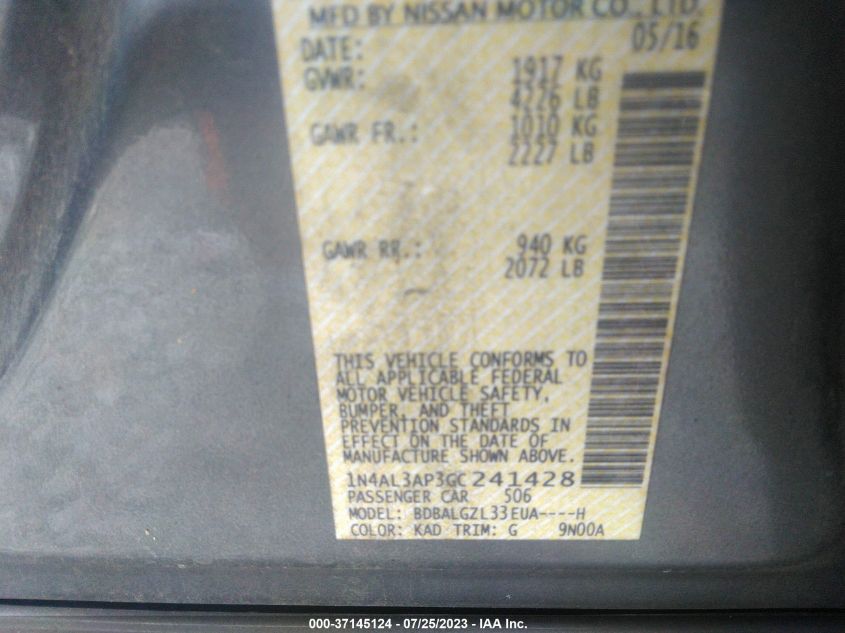 MFD BY NISSAN MOTOR CO., LTD.
DATE: 05/16
GVWR: 1917 KG
4226 LB
GAWR FR.: 1010 KG
2227 LB
GAWR RR.: 940 KG
2072 LB
THIS VEHICLE CONFORMS TO
ALL APPLICABLE FEDERAL
MOTOR VEHICLE SAFETY,
BUMPER, AND THEFT
PREVENTION STANDARDS IN
EFFECT ON THE DATE OF
MANUFACTURE SHOWN ABOVE.
1N4AL3AP3GC241428
PASSENGER CAR 506
MODEL: BDBALGZL33EUA----H
COLOR: KAD TRIM: G 9N00A
000-37145124 - 07/25/2023 - IAA Inc.